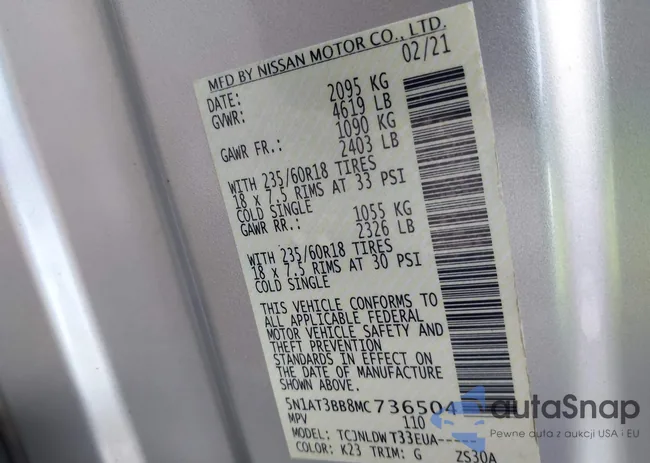 MFD BY NISSAN MOTOR CO., LTD.
DATE: 02/21
GVWR: 2095 KG
4619 LB
GAWR FR.: 1090 KG
2403 LB
WITH 235/60R18 TIRES
18 x 7.5 RIMS AT 33 PSI
COLD SINGLE
GAWR RR.: 1055 KG
2326 LB
WITH 235/60R18 TIRES
18 x 7.5 RIMS AT 30 PSI
COLD SINGLE
THIS VEHICLE CONFORMS TO
ALL APPLICABLE FEDERAL
MOTOR VEHICLE SAFETY AND
THEFT PREVENTION
STANDARDS IN EFFECT ON
THE DATE OF MANUFACTURE
SHOWN ABOVE.
5N1AT3BB8MC736504
MPV 110
MODEL: TCJNLDW T33EUA----
COLOR: K23 TRIM: G ZS30A
autoSnap
Pewne auta z aukcji USA i EU